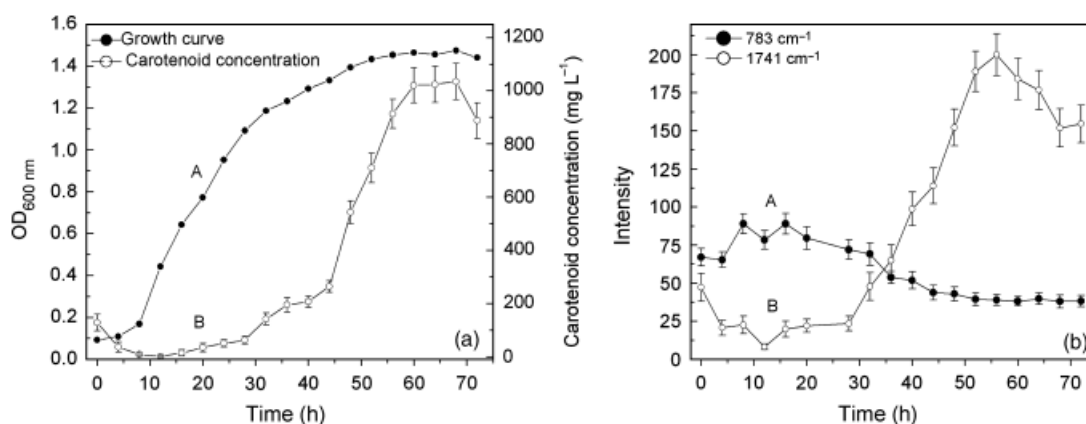 1.6
1.4
1.2
1.0
0.8
0.6
0.4
0.2
0.0
OD600 nm
Growth curve
Carotenoid concentration
A
B
(a)
1200
1000
800
600
400
200
0
Carotenoid concentration (mg L−1)
0 10 20 30 40 50 60 70
Time (h)
200
175
150
125
100
75
50
25
0
Intensity
783 cm−1
1741 cm−1
A
B
(b)
0 10 20 30 40 50 60 70
Time (h)